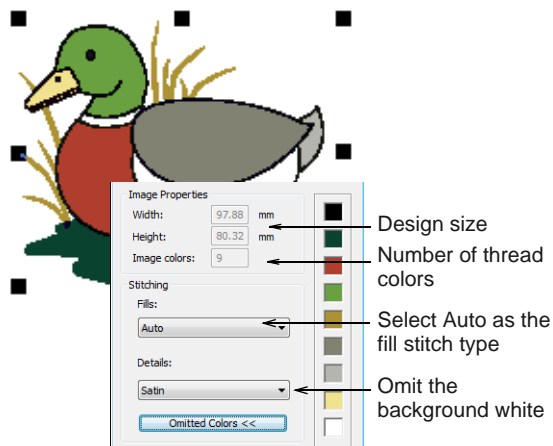 Image Properties
Width: 97.88 mm
Height: 80.32 mm
Image colors: 9
Stitching
Fills:
Auto
Details:
Satin
Omitted Colors <<
Design size
Number of thread
colors
Select Auto as the
fill stitch type
Omit the
background white